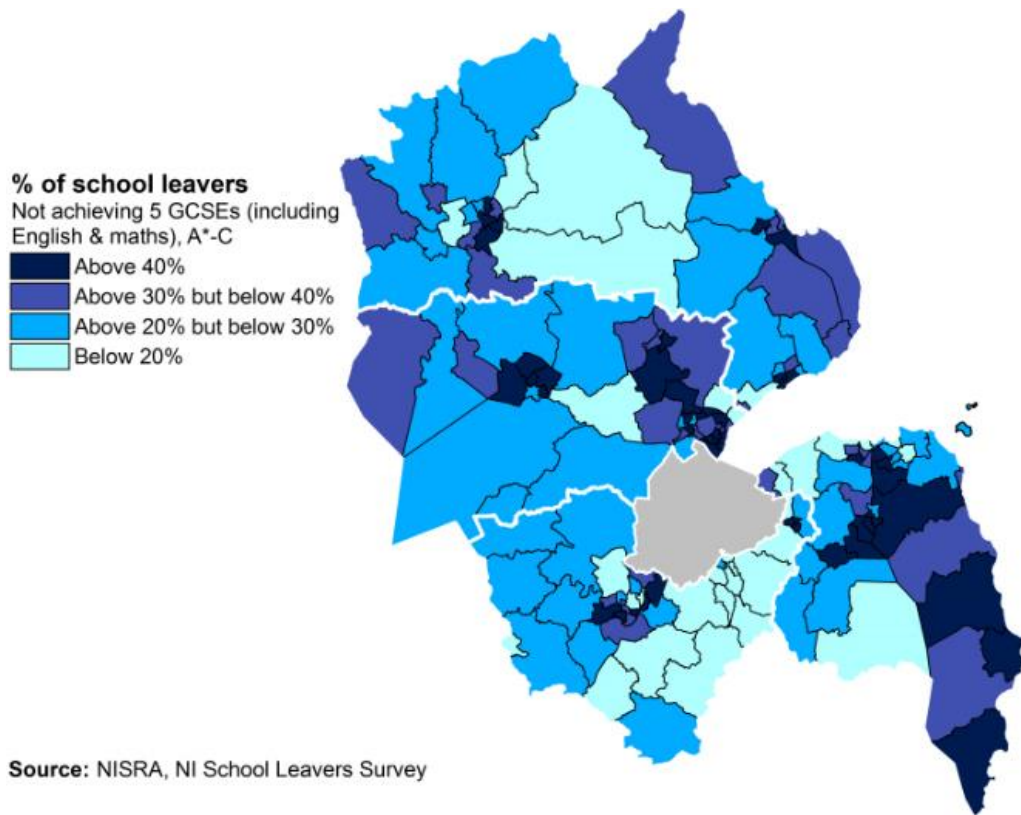 % of school leavers
Not achieving 5 GCSEs (including
English & maths), A*-C
Above 40%
Above 30% but below 40%
Above 20% but below 30%
Below 20%
Source: NISRA, NI School Leavers Survey